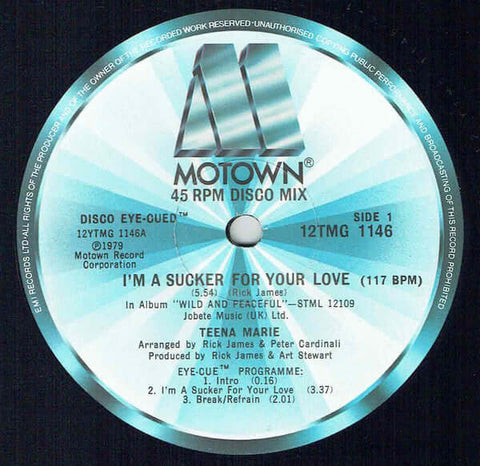 EMI RECORDS LTD/ALL RIGHTS OF THE PRODUCER AND OF THE OWNER OF THE RECORDED WORK RESERVED·UNAUTHORISED COPYING PUBLIC PERFORMANCE AND BROADCASTING OF THIS RECORD PROHIBITED
M
MOTOWN®
45 RPM DISCO MIX
DISCO EYE-CUED™
12YTMG 1146A
℗1979
Motown Record
Corporation
SIDE 1
12TMG 1146
I'M A SUCKER FOR YOUR LOVE (117 BPM)
(5.54) (Rick James)
In Album "WILD AND PEACEFUL"—STML 12109
Jobete Music (UK) Ltd.
TEENA MARIE
Arranged by Rick James & Peter Cardinali
Produced by Rick James & Art Stewart
EYE-CUE™ PROGRAMME:
1. Intro (0.16)
2. I'm A Sucker For Your Love (3.37)
3. Break/Refrain (2.01)